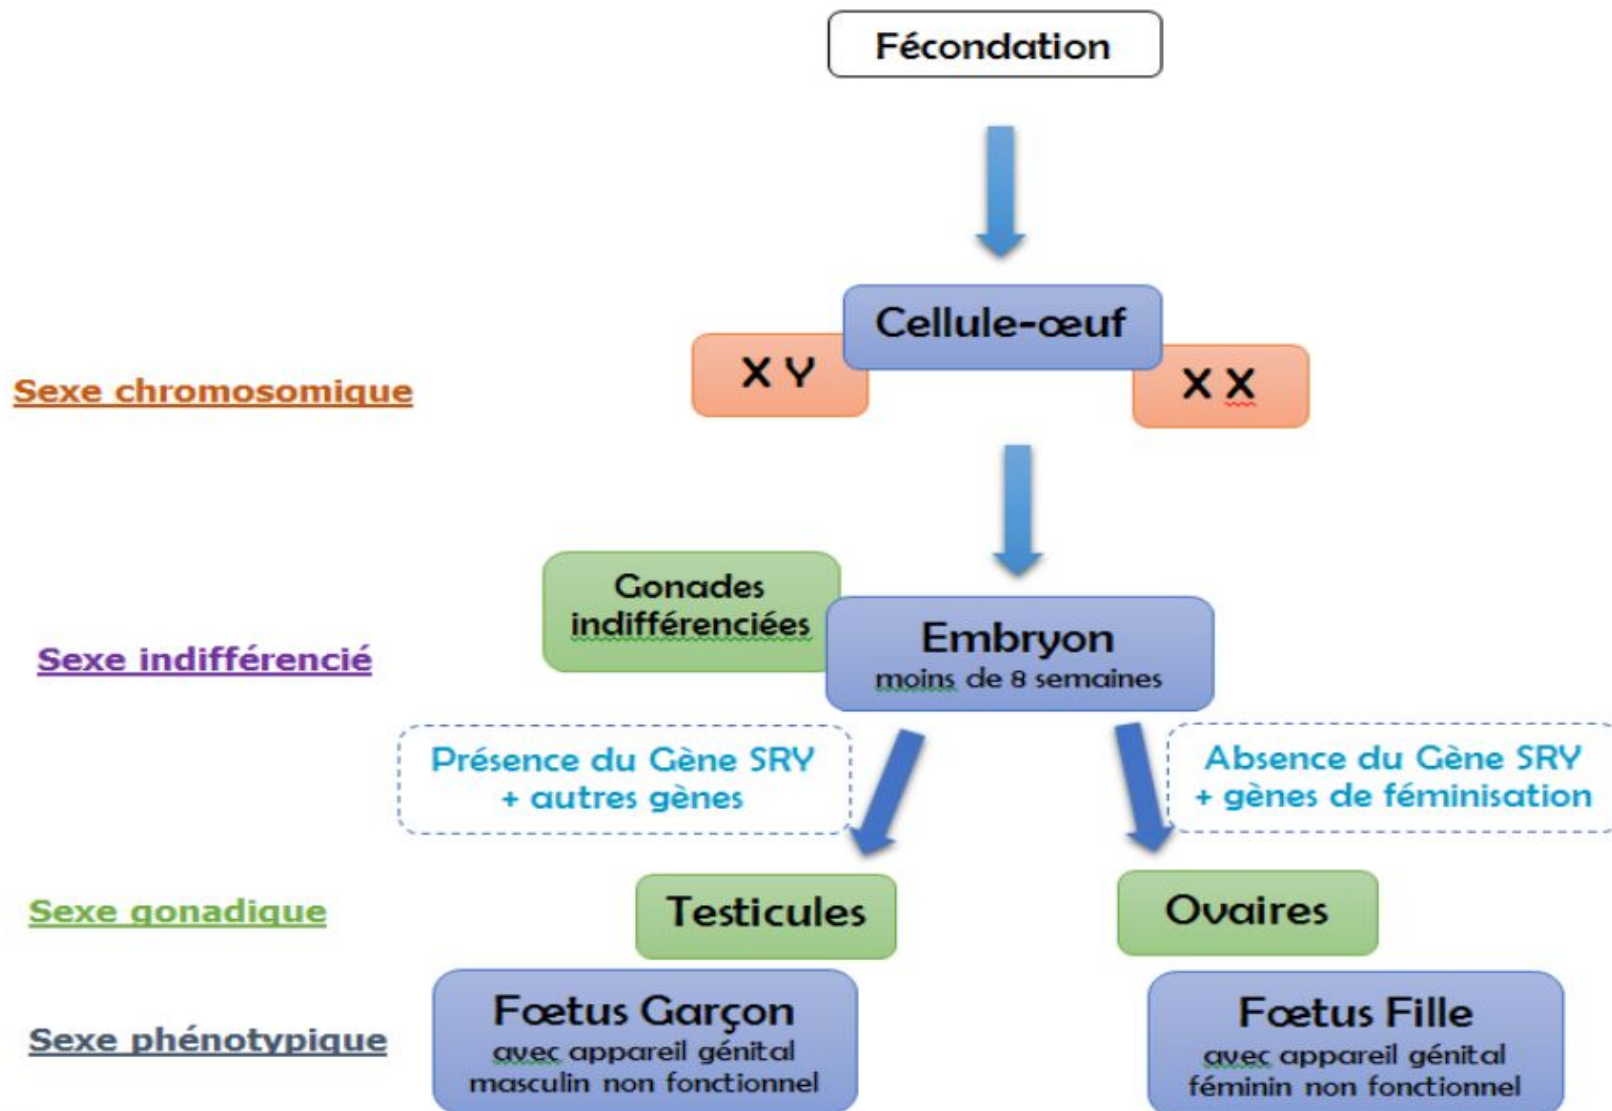 Fécondation
Cellule-œuf
X Y
X X
Sexe chromosomique
Gonades
indifférenciées
Embryon
moins de 8 semaines
Sexe indifférencié
Présence du Gène SRY
+ autres gènes
Absence du Gène SRY
+ gènes de féminisation
Sexe gonadique
Testicules
Ovaires
Sexe phénotypique
Fœtus Garçon
avec appareil génital
masculin non fonctionnel
Fœtus Fille
avec appareil génital
féminin non fonctionnel